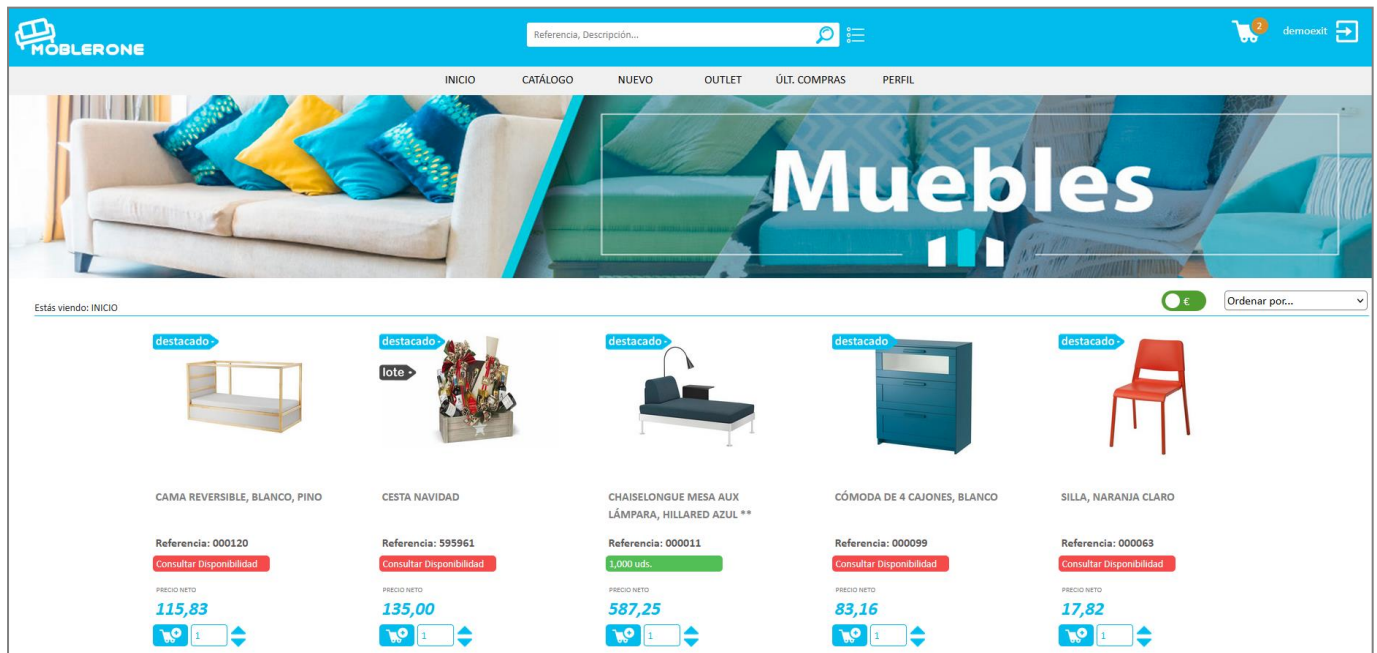 MOBLERONE
Referencia, Descripción...
2
demoexit
INICIO CATÁLOGO NUEVO OUTLET ÚLT. COMPRAS PERFIL
Muebles
Estás viendo: INICIO
€
Ordenar por...
destacado destacado destacado destacado destacado
lote
CAMA REVERSIBLE, BLANCO, PINO CESTA NAVIDAD CHAISELONGUE MESA AUX CÓMODA DE 4 CAJONES, BLANCO SILLA, NARANJA CLARO
LÁMPARA, HILLARED AZUL **
Referencia: 000120 Referencia: 595961 Referencia: 000011 Referencia: 000099 Referencia: 000063
Consultar Disponibilidad Consultar Disponibilidad 1,000 uds. Consultar Disponibilidad Consultar Disponibilidad
PRECIO NETO PRECIO NETO PRECIO NETO PRECIO NETO PRECIO NETO
115,83 135,00 587,25 83,16 17,82
1 1 1 1 1